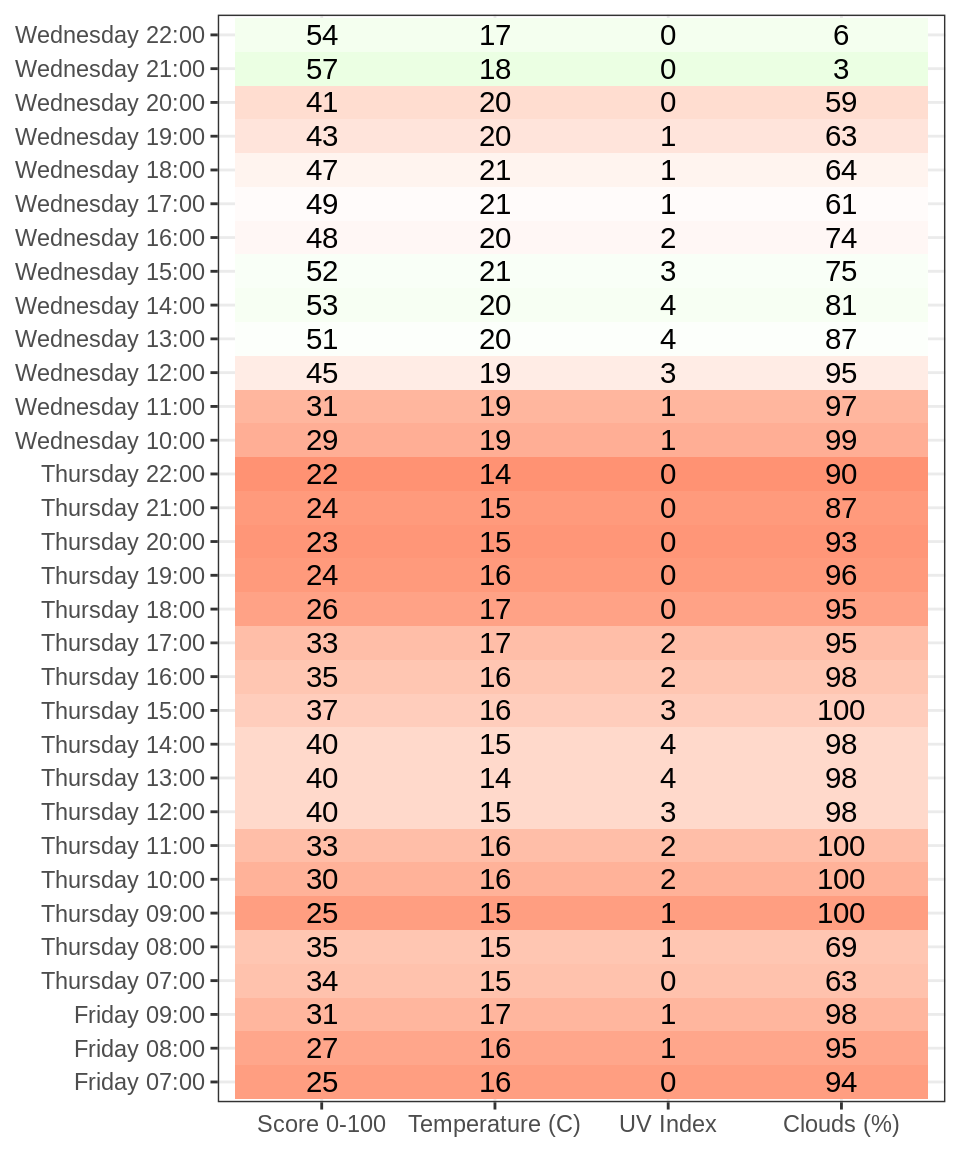 Wednesday 22:00 54 17 0 6
Wednesday 21:00 57 18 0 3
Wednesday 20:00 41 20 0 59
Wednesday 19:00 43 20 1 63
Wednesday 18:00 47 21 1 64
Wednesday 17:00 49 21 1 61
Wednesday 16:00 48 20 2 74
Wednesday 15:00 52 21 3 75
Wednesday 14:00 53 20 4 81
Wednesday 13:00 51 20 4 87
Wednesday 12:00 45 19 3 95
Wednesday 11:00 31 19 1 97
Wednesday 10:00 29 19 1 99
Thursday 22:00 22 14 0 90
Thursday 21:00 24 15 0 87
Thursday 20:00 23 15 0 93
Thursday 19:00 24 16 0 96
Thursday 18:00 26 17 0 95
Thursday 17:00 33 17 2 95
Thursday 16:00 35 16 2 98
Thursday 15:00 37 16 3 100
Thursday 14:00 40 15 4 98
Thursday 13:00 40 14 4 98
Thursday 12:00 40 15 3 98
Thursday 11:00 33 16 2 100
Thursday 10:00 30 16 2 100
Thursday 09:00 25 15 1 100
Thursday 08:00 35 15 1 69
Thursday 07:00 34 15 0 63
Friday 09:00 31 17 1 98
Friday 08:00 27 16 1 95
Friday 07:00 25 16 0 94
Score 0-100 Temperature (C) UV Index Clouds (%)